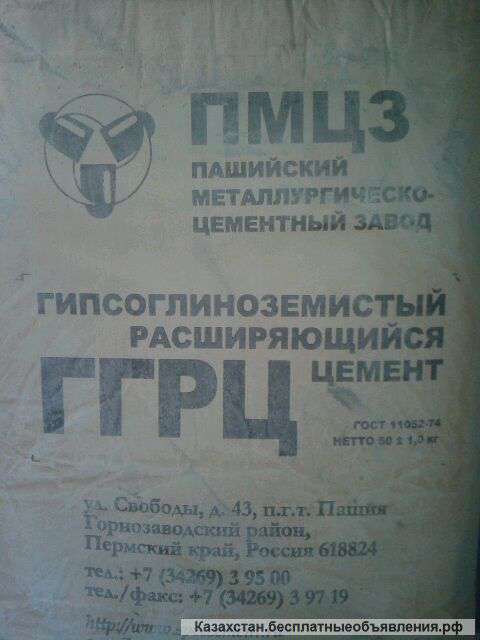 ПМЦЗ
ПАШИЙСКИЙ
МЕТАЛЛУРГИЧЕСКО-
ЦЕМЕНТНЫЙ ЗАВОД
ГИПСОГЛИНОЗЕМИСТЫЙ
РАСШИРЯЮЩИЙСЯ
ЦЕМЕНТ
ГГРЦ
ГОСТ 11052-74
НЕТТО 50 ± 1,0 кг
ул. Свободы, д. 43, п.г.т. Пашия
Горнозаводский район,
Пермский край, Россия 618824
тел.: +7 (34269) 3 95 00
тел./факс: +7 (34269) 3 97 19
Казахстан.бесплатныеобъявления.рф